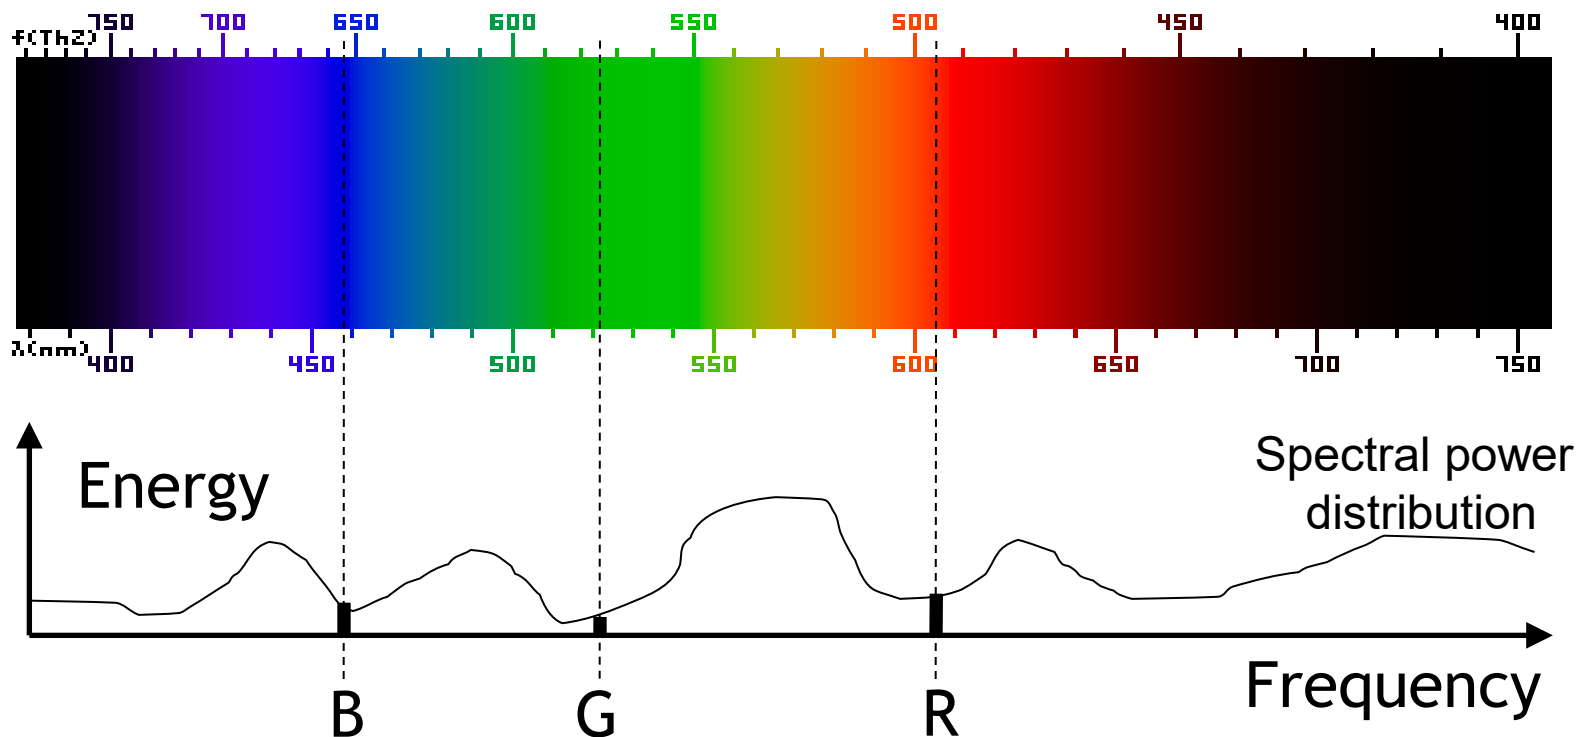 750 700 650 600 550 500 450 400
f(THz)
λ(nm)
400 450 500 550 600 650 700 750
Energy
Spectral power
distribution
Frequency
B G R